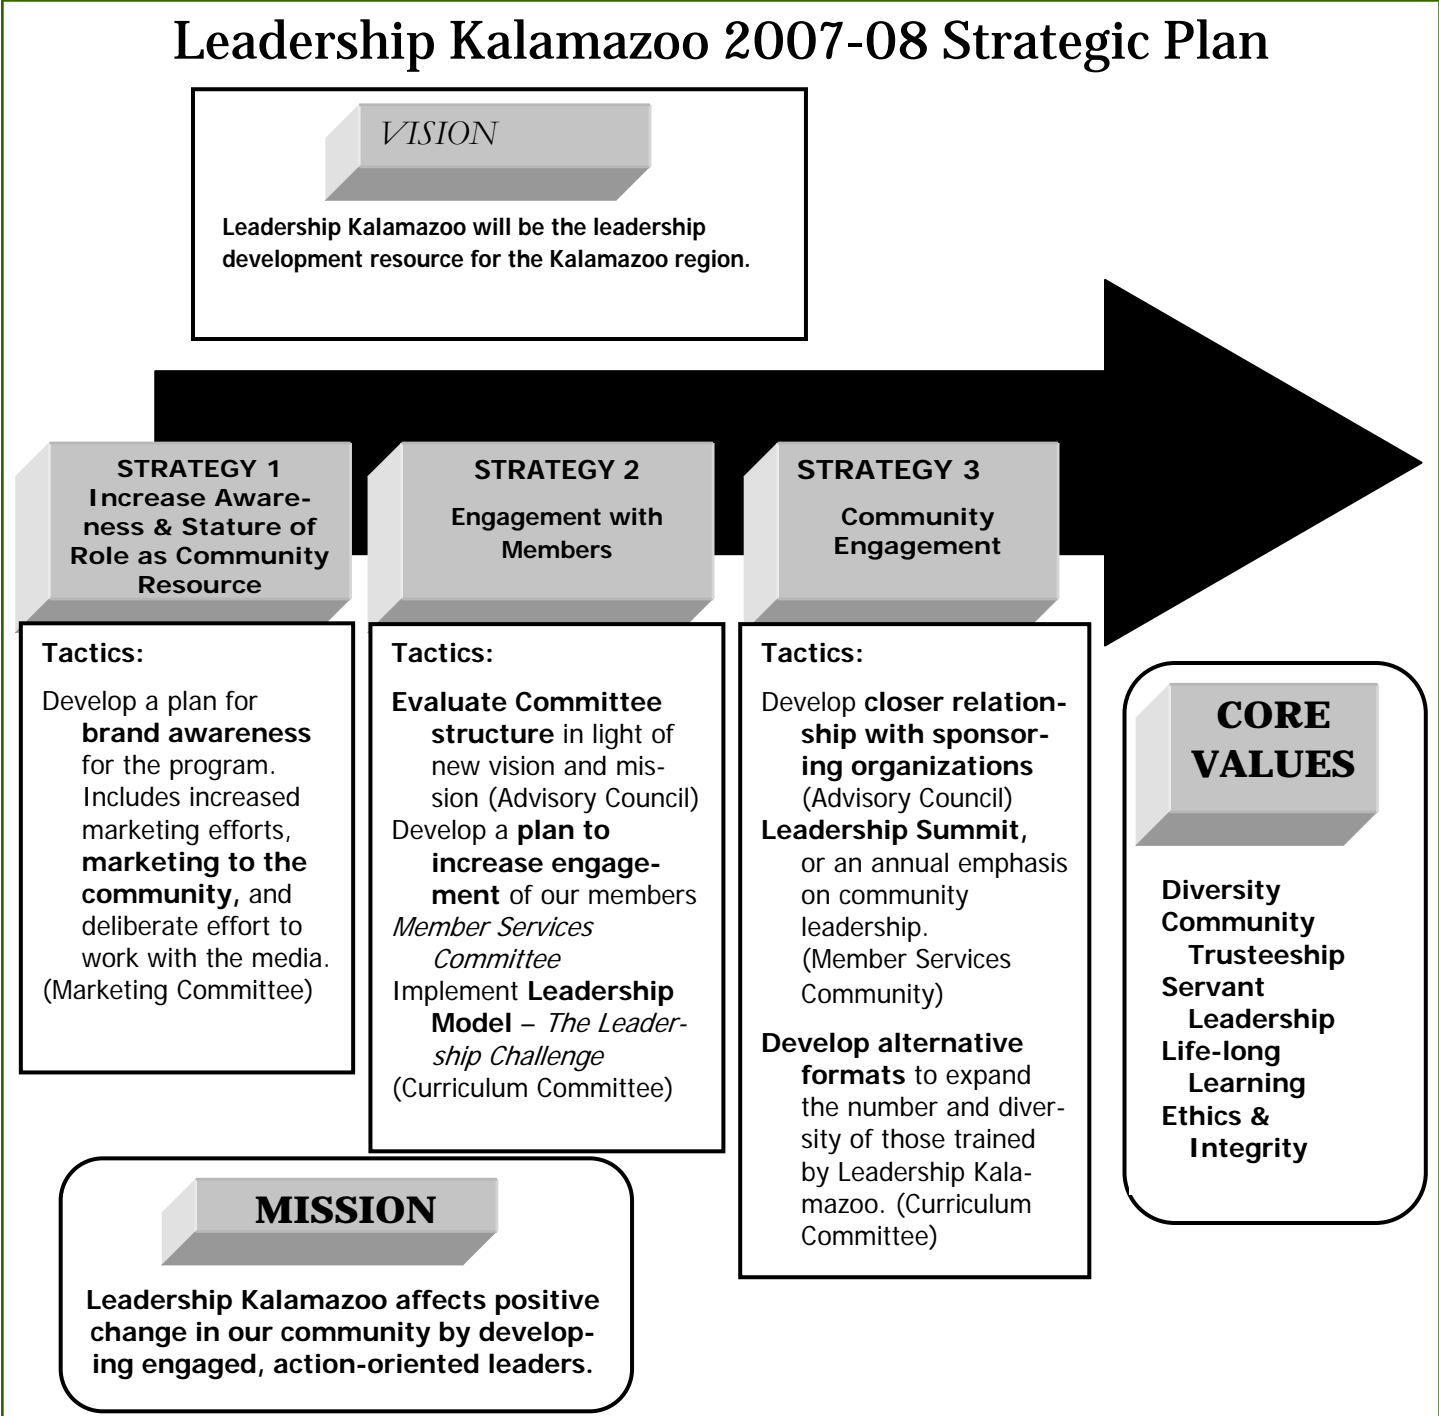 Leadership Kalamazoo 2007-08 Strategic Plan
VISION
Leadership Kalamazoo will be the leadership
development resource for the Kalamazoo region.
STRATEGY 1
Increase Aware-
ness & Stature of
Role as Community
Resource
Tactics:
Develop a plan for
brand awareness
for the program.
Includes increased
marketing efforts,
marketing to the
community, and
deliberate effort to
work with the media.
(Marketing Committee)
STRATEGY 2
Engagement with
Members
Tactics:
Evaluate Committee
structure in light of
new vision and mis-
sion (Advisory Council)
Develop a plan to
increase engage-
ment of our members
Member Services
Committee
Implement Leadership
Model – The Leader-
ship Challenge
(Curriculum Committee)
STRATEGY 3
Community
Engagement
Tactics:
Develop closer relation-
ship with sponsor-
ing organizations
(Advisory Council)
Leadership Summit,
or an annual emphasis
on community
leadership.
(Member Services
Community)
Develop alternative
formats to expand
the number and diver-
sity of those trained
by Leadership Kala-
mazoo. (Curriculum
Committee)
CORE
VALUES
Diversity
Community
Trusteeship
Servant
Leadership
Life-long
Learning
Ethics &
Integrity
MISSION
Leadership Kalamazoo affects positive
change in our community by develop-
ing engaged, action-oriented leaders.